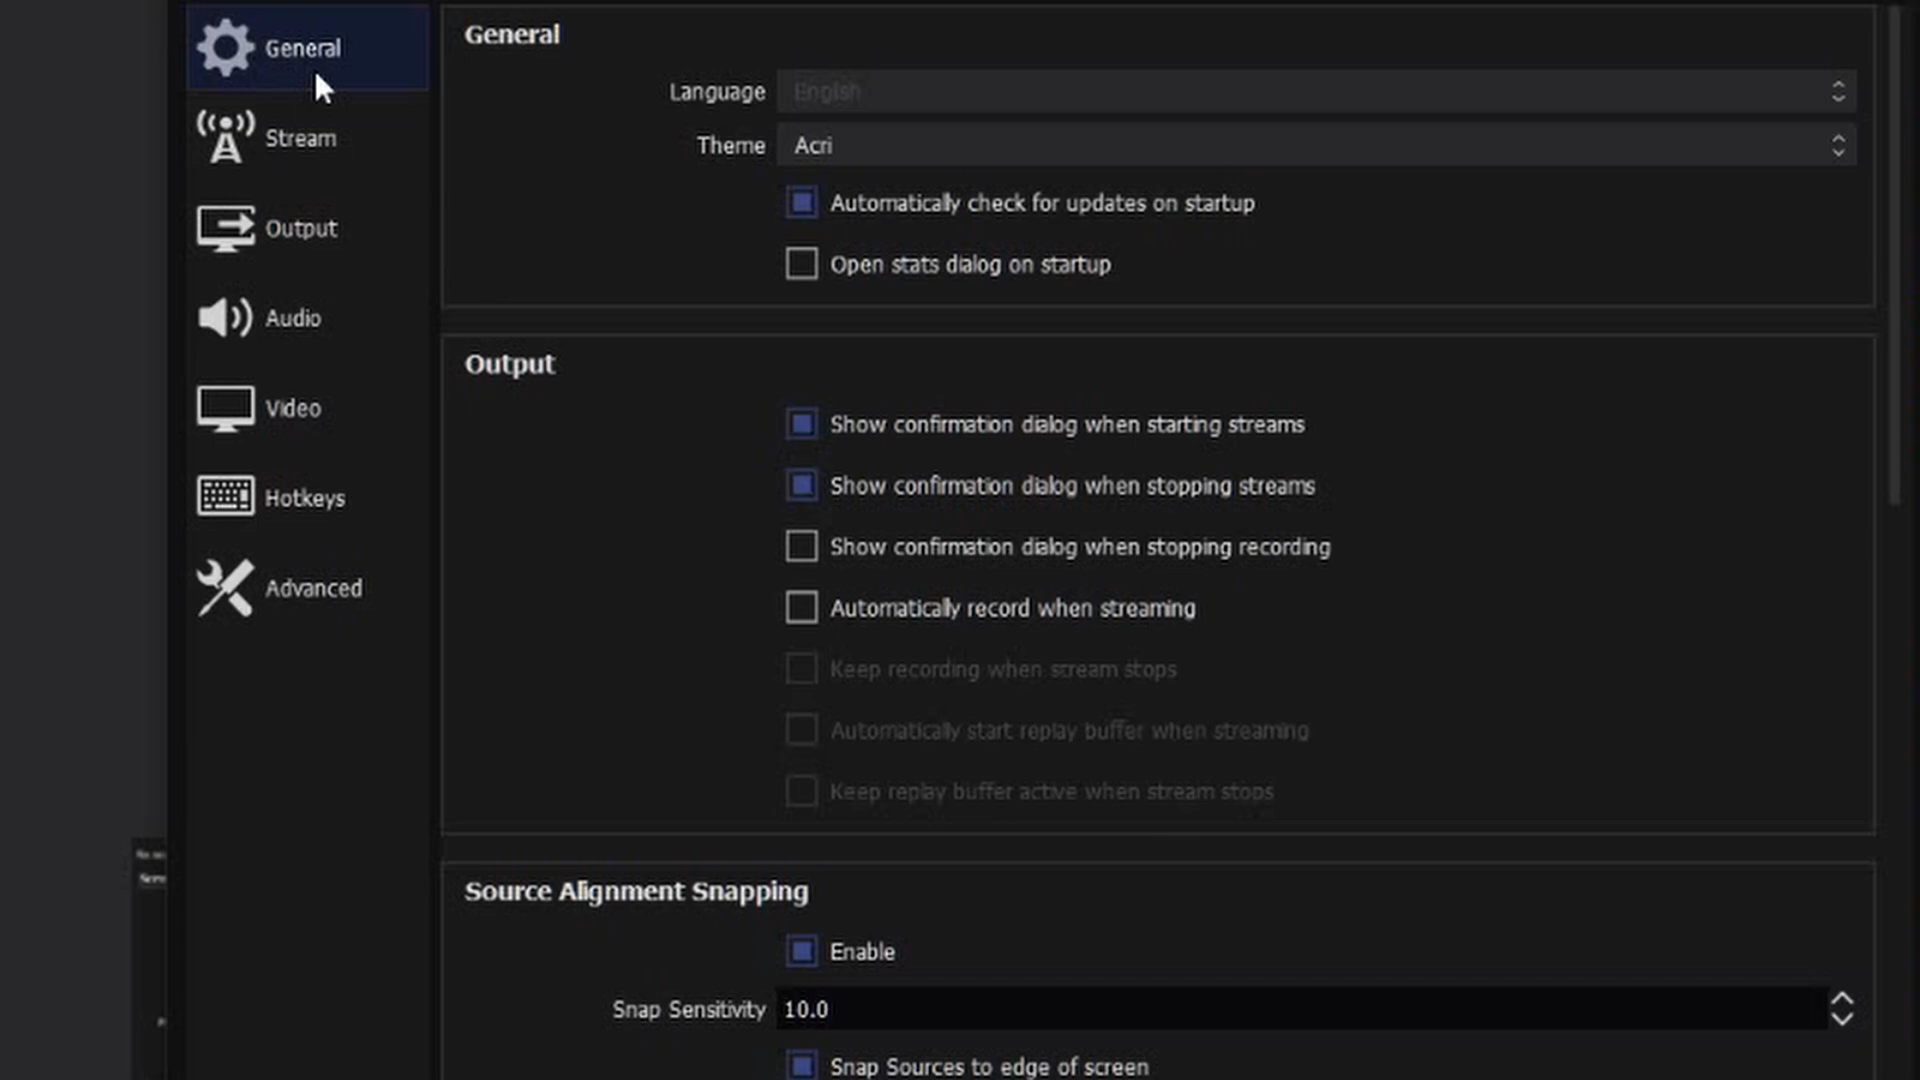 General
Stream
Output
Audio
Video
Hotkeys
Advanced
General
Language English
Theme Acri
Automatically check for updates on startup
Open stats dialog on startup
Output
Show confirmation dialog when starting streams
Show confirmation dialog when stopping streams
Show confirmation dialog when stopping recording
Automatically record when streaming
Keep recording when stream stops
Automatically start replay buffer when streaming
Keep replay buffer active when stream stops
Source Alignment Snapping
Enable
Snap Sensitivity 10.0
Snap Sources to edge of screen